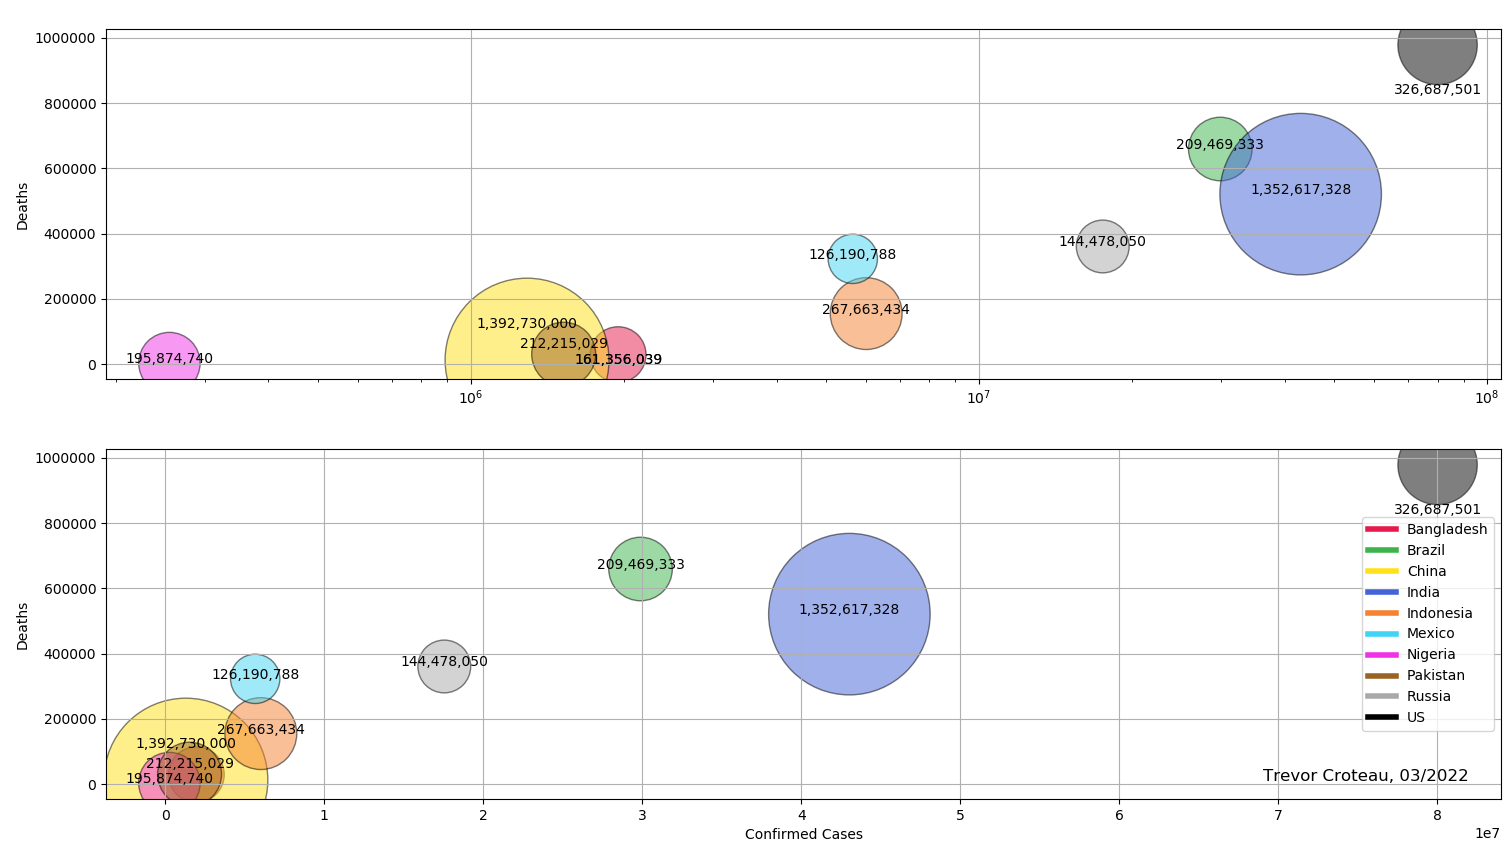 1000000
800000
600000
400000
200000
0
Deaths
326,687,501
209,469,333
1,352,617,328
144,478,050
126,190,788
267,663,434
1,392,730,000
212,215,029
161,356,039
195,874,740
10^6
10^7
10^8
1000000
800000
600000
400000
200000
0
Deaths
326,687,501
209,469,333
1,352,617,328
144,478,050
126,190,788
267,663,434
1,392,730,000
212,215,029
195,874,740
Bangladesh
Brazil
China
India
Indonesia
Mexico
Nigeria
Pakistan
Russia
US
Trevor Croteau, 03/2022
0 1 2 3 4 5 6 7 8
Confirmed Cases
1e7